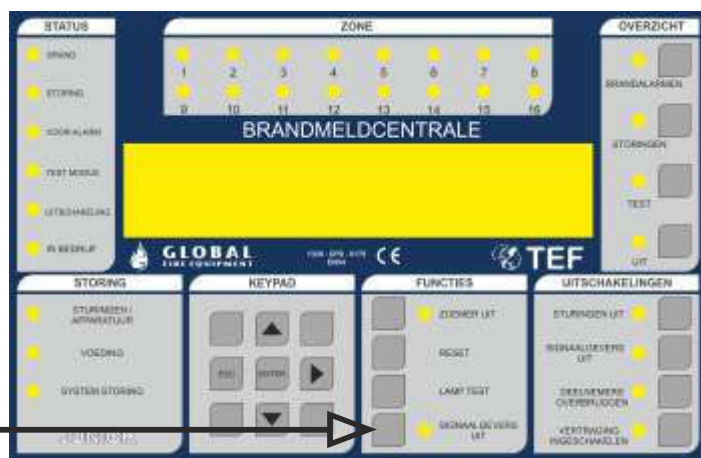 STATUS
BRAND
STORING
VOOR ALARM
TEST MODUS
UITSCHAKELING
IN BEDRIJF
ZONE
1 2 3 4 5 6 7 8
9 10 11 12 13 14 15 16
BRANDMELDCENTRALE
GLOBAL
FIRE EQUIPMENT
CE
TEF
OVERZICHT
BRANDALARMEN
STORINGEN
TEST
UIT
STORING
STURINGEN /
APPARATUUR
VOEDING
SYSTEEM STORING
JUNIOR
KEYPAD
ESC ENTER
FUNCTIES
ZOEMER UIT
RESET
LAMP TEST
SIGNAALGEVERS
UIT
UITSCHAKELINGEN
STURINGEN UIT
SIGNAALGEVERS
UIT
DEELNEMERS
OVERBRUGGEN
VERTRAGING
INGESCHAKELEN